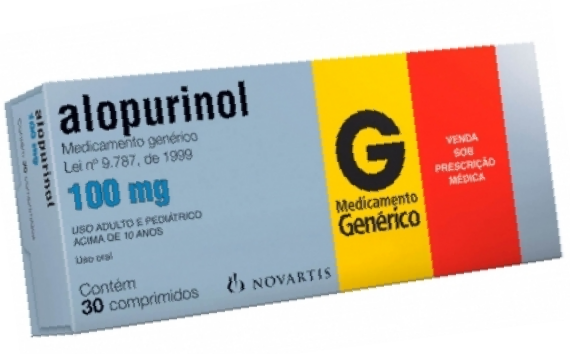 alopurinol
Medicamento genérico
Lei nº 9.787, de 1999
100 mg
USO ADULTO E PEDIÁTRICO
ACIMA DE 10 ANOS
Uso oral
Contém
30 comprimidos
NOVARTIS
G
Medicamento
Genérico
VENDA
SOB
PRESCRIÇÃO
MÉDICA
alopurinol
100 mg